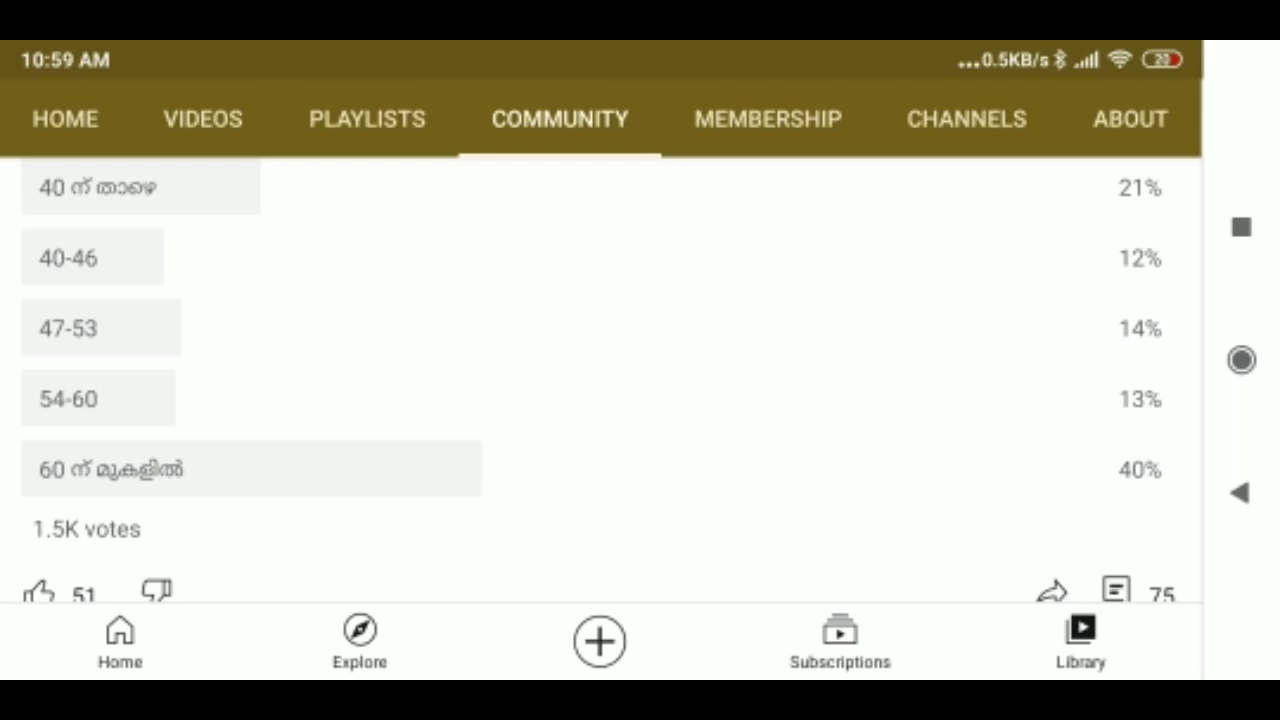 10:59 AM ...0.5KB/s 20
HOME VIDEOS PLAYLISTS COMMUNITY MEMBERSHIP CHANNELS ABOUT
40 ന് താഴെ 21%
40-46 12%
47-53 14%
54-60 13%
60 ന് മുകളിൽ 40%
1.5K votes
51 75
Home Explore Subscriptions Library